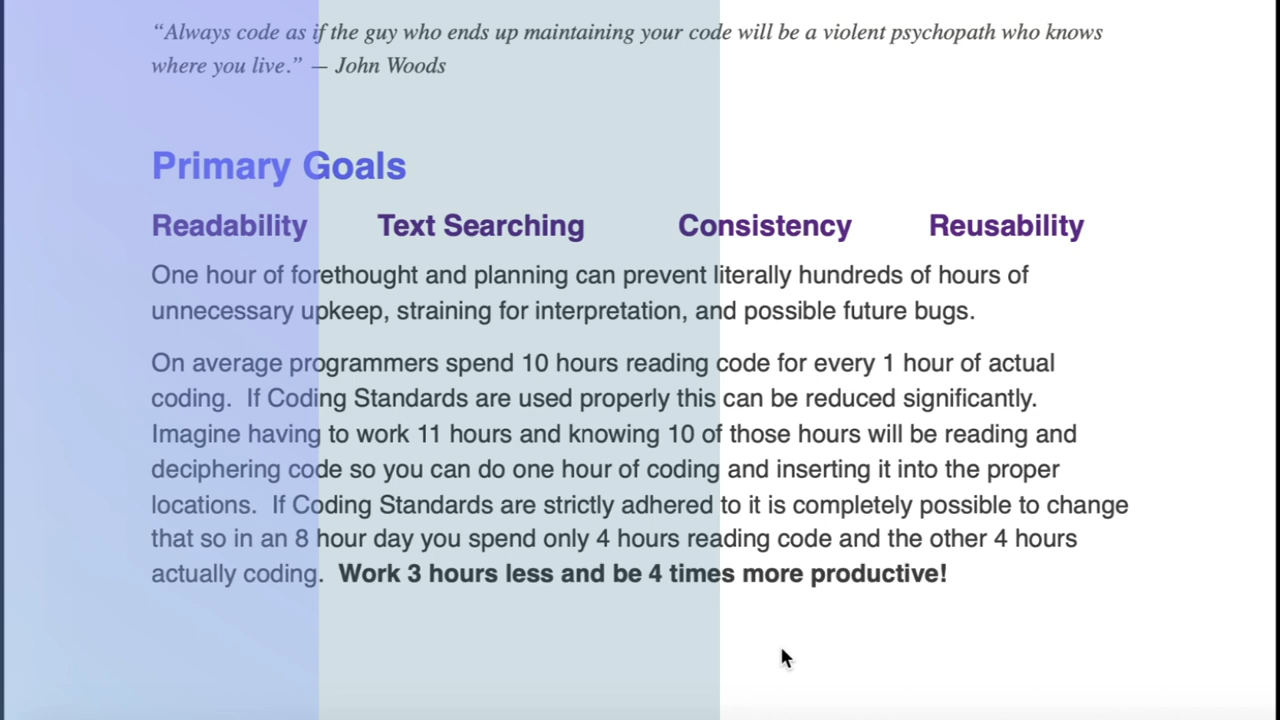 “Always code as if the guy who ends up maintaining your code will be a violent psychopath who knows
where you live.” — John Woods
Primary Goals
Readability Text Searching Consistency Reusability
One hour of forethought and planning can prevent literally hundreds of hours of
unnecessary upkeep, straining for interpretation, and possible future bugs.
On average programmers spend 10 hours reading code for every 1 hour of actual
coding.  If Coding Standards are used properly this can be reduced significantly.
Imagine having to work 11 hours and knowing 10 of those hours will be reading and
deciphering code so you can do one hour of coding and inserting it into the proper
locations.  If Coding Standards are strictly adhered to it is completely possible to change
that so in an 8 hour day you spend only 4 hours reading code and the other 4 hours
actually coding.  Work 3 hours less and be 4 times more productive!